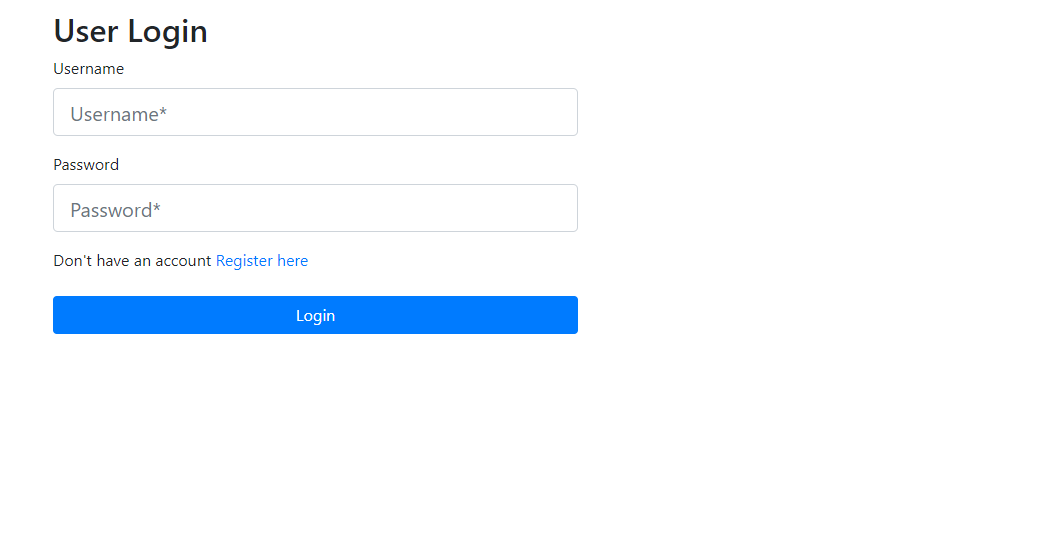 User Login
Username
Username*
Password
Password*
Don't have an account Register here
Login